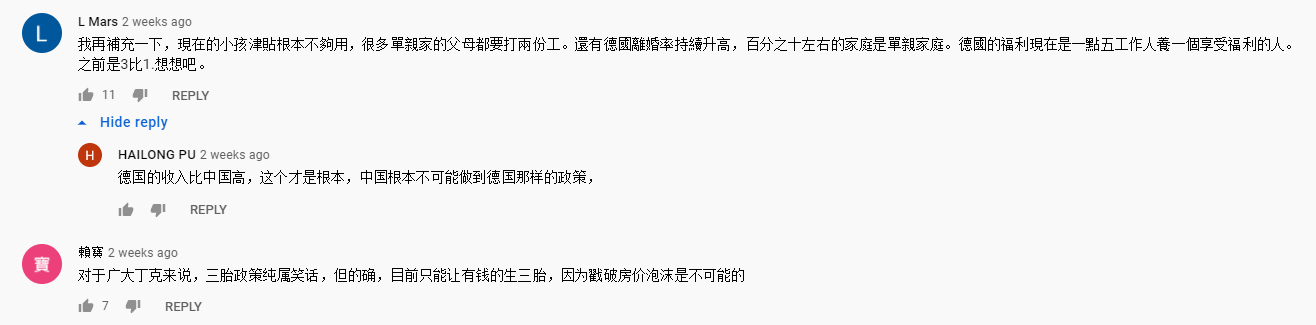 L
L Mars 2 weeks ago
我再補充一下，現在的小孩津貼根本不夠用，很多單親家的父母都要打兩份工。還有德國離婚率持續升高，百分之十左右的家庭是單親家庭。德國的福利現在是一點五工作人養一個享受福利的人。
之前是3比1.想想吧。
11 REPLY
Hide reply
H
HAILONG PU 2 weeks ago
德国的收入比中国高，这个才是根本，中国根本不可能做到德国那样的政策，
REPLY
寶
賴寶 2 weeks ago
对于广大丁克来说，三胎政策纯属笑话，但的确，目前只能让有钱的生三胎，因为戳破房价泡沫是不可能的
7 REPLY